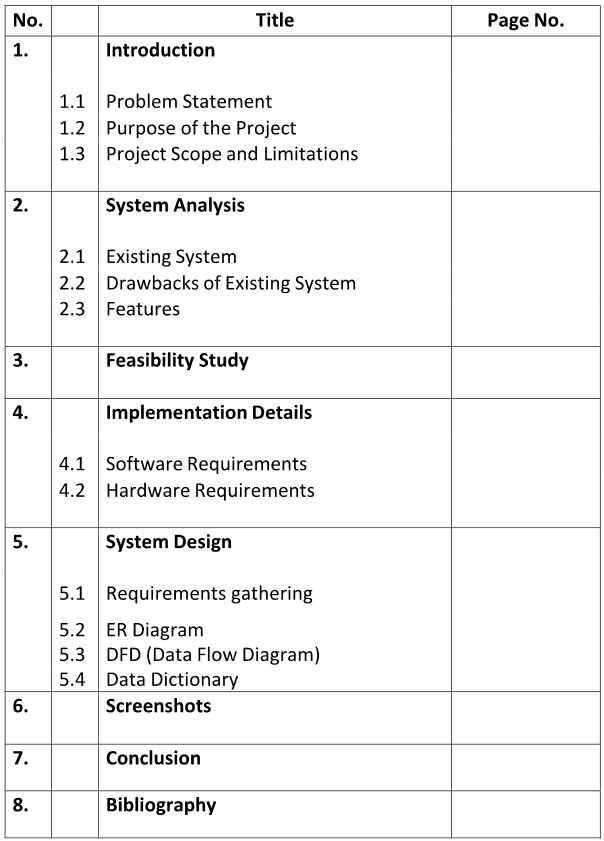 No. Title Page No.
1. Introduction
1.1 Problem Statement
1.2 Purpose of the Project
1.3 Project Scope and Limitations
2. System Analysis
2.1 Existing System
2.2 Drawbacks of Existing System
2.3 Features
3. Feasibility Study
4. Implementation Details
4.1 Software Requirements
4.2 Hardware Requirements
5. System Design
5.1 Requirements gathering
5.2 ER Diagram
5.3 DFD (Data Flow Diagram)
5.4 Data Dictionary
6. Screenshots
7. Conclusion
8. Bibliography